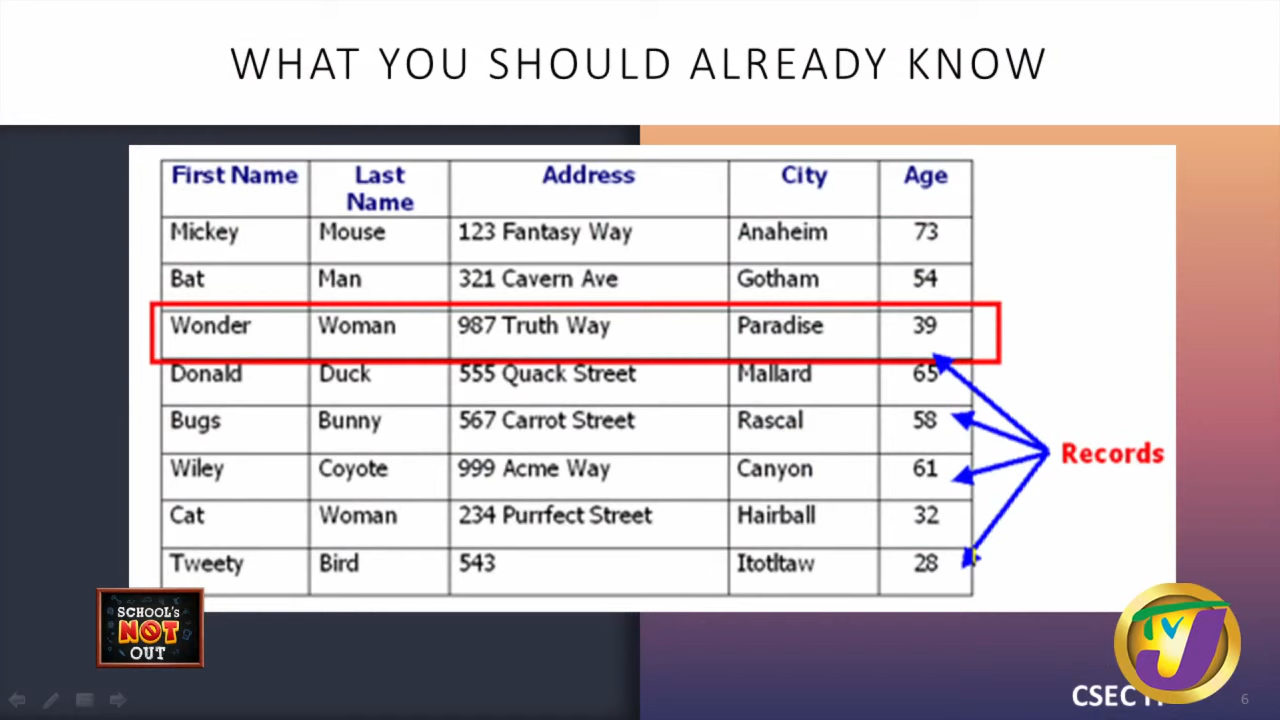 WHAT YOU SHOULD ALREADY KNOW
First Name Last Name Address City Age
Mickey Mouse 123 Fantasy Way Anaheim 73
Bat Man 321 Cavern Ave Gotham 54
Wonder Woman 987 Truth Way Paradise 39
Donald Duck 555 Quack Street Mallard 65
Bugs Bunny 567 Carrot Street Rascal 58
Records
Wiley Coyote 999 Acme Way Canyon 61
Cat Woman 234 Purrfect Street Hairball 32
Tweety Bird 543 Itotltaw 28
SCHOOL's
NOT
OUT
TVJ
CSEC
6